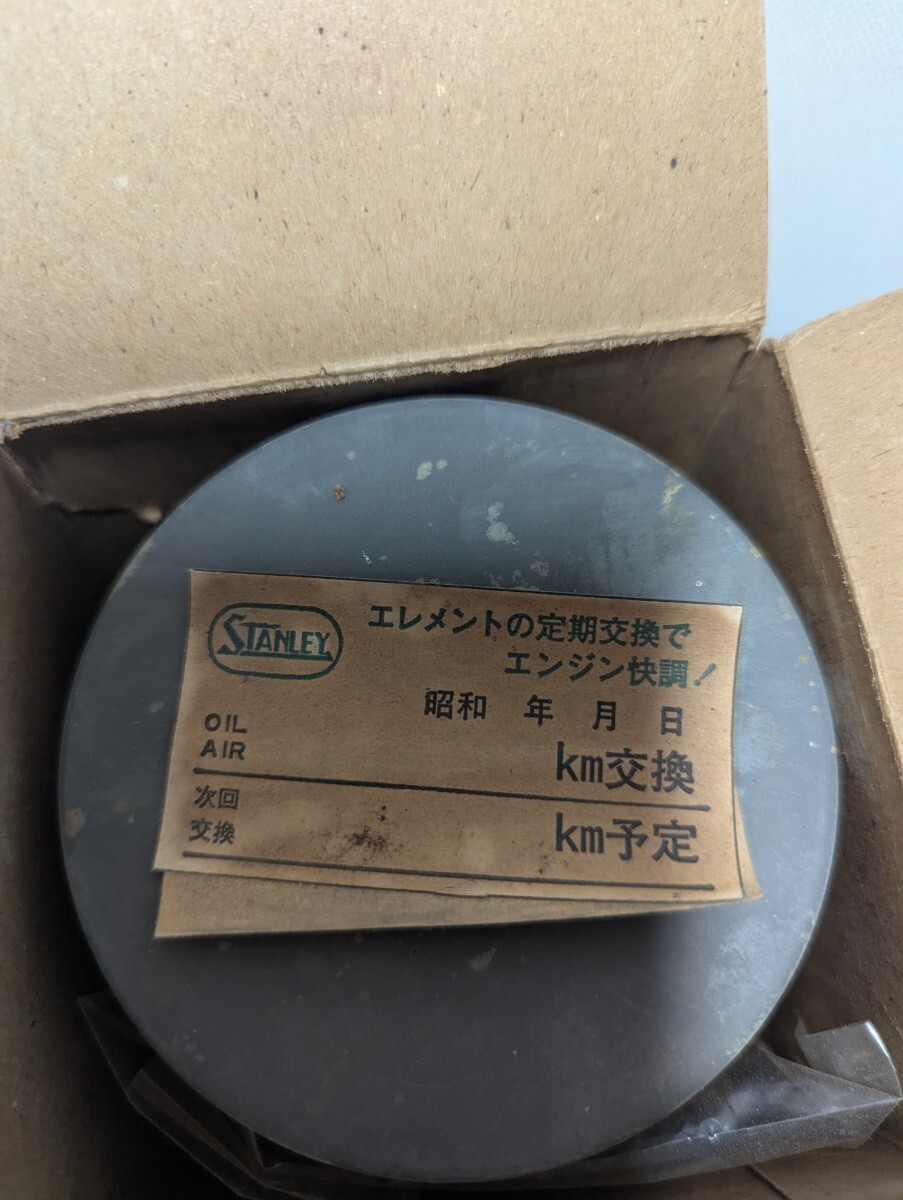 STANLEY
エレメントの定期交換で
エンジン快調!
昭和 年 月 日
OIL
AIR
km交換
次回
交換
km予定